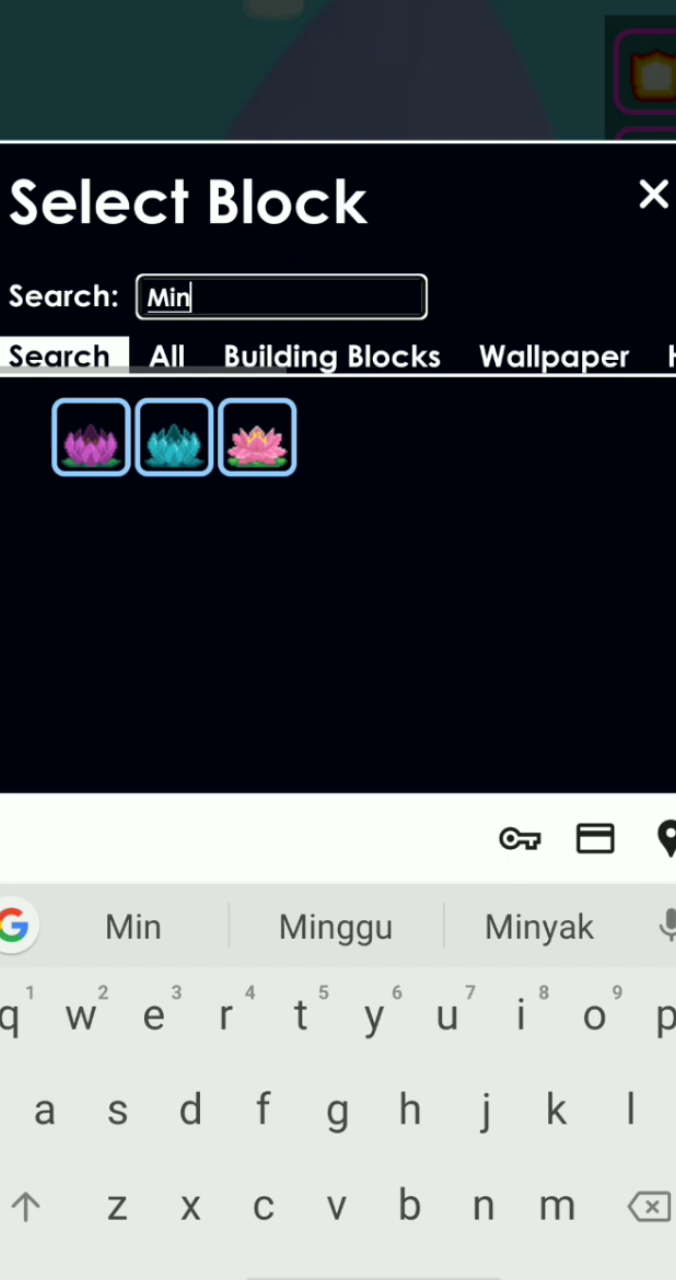 Select Block
Search: Min
Search All Building Blocks Wallpaper
Min Minggu Minyak
1 2 3 4 5 6 7 8 9
q w e r t y u i o p
a s d f g h j k l
z x c v b n m